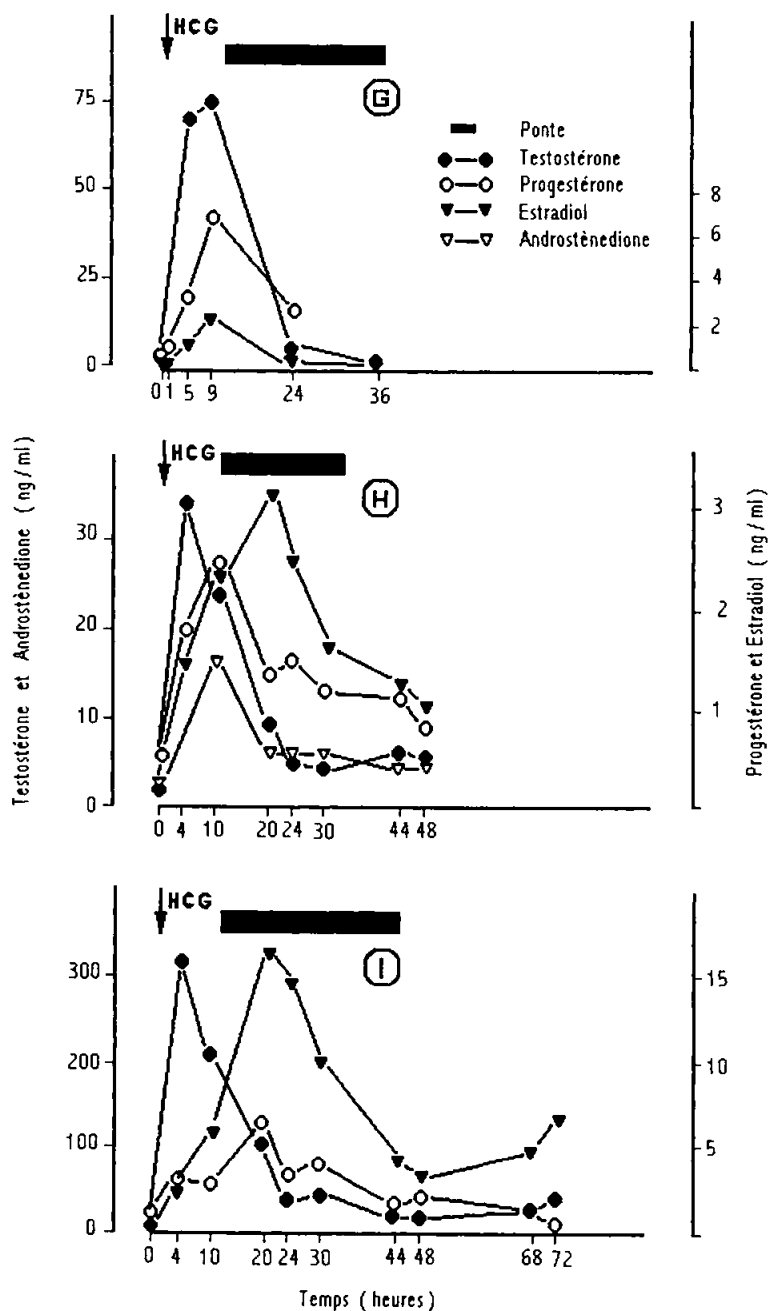 HCG
75
50
25
0
G
Ponte
Testostérone
Progestérone
Estradiol
Androstènedione
8
6
4
2
0 1 5 9 24 36
Testostérone et Androstènedione ( ng / ml )
HCG
30
20
10
0
H
3
2
1
0 4 10 20 24 30 44 48
Progestérone et Estradiol ( ng / ml )
HCG
300
200
100
0
I
15
10
5
0 4 10 20 24 30 44 48 68 72
Temps ( heures )